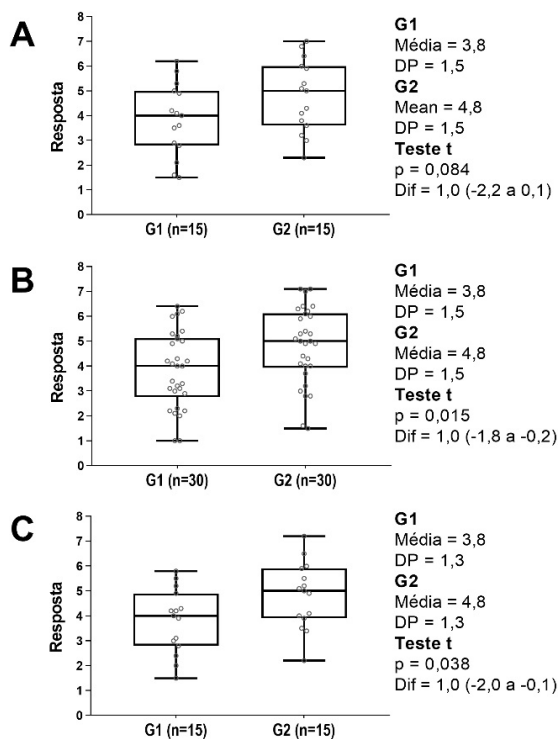 A
Resposta
8
7
6
5
4
3
2
1
0
G1 (n=15)
G2 (n=15)
G1
Média = 3,8
DP = 1,5
G2
Mean = 4,8
DP = 1,5
Teste t
p = 0,084
Dif = 1,0 (-2,2 a 0,1)
B
Resposta
8
7
6
5
4
3
2
1
0
G1 (n=30)
G2 (n=30)
G1
Média = 3,8
DP = 1,5
G2
Média = 4,8
DP = 1,5
Teste t
p = 0,015
Dif = 1,0 (-1,8 a -0,2)
C
Resposta
8
7
6
5
4
3
2
1
0
G1 (n=15)
G2 (n=15)
G1
Média = 3,8
DP = 1,3
G2
Média = 4,8
DP = 1,3
Teste t
p = 0,038
Dif = 1,0 (-2,0 a -0,1)